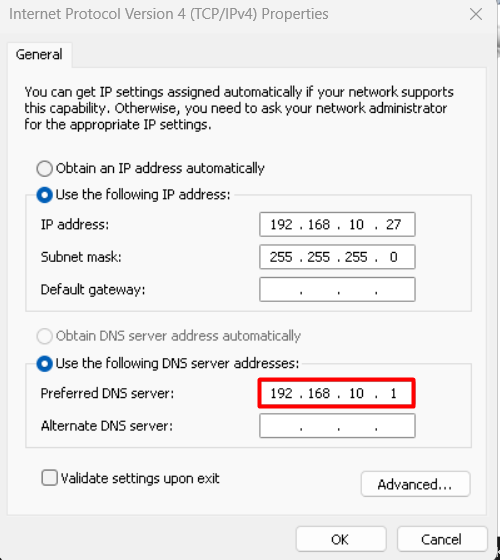 Internet Protocol Version 4 (TCP/IPv4) Properties
General
You can get IP settings assigned automatically if your network supports
this capability. Otherwise, you need to ask your network administrator
for the appropriate IP settings.
Obtain an IP address automatically
Use the following IP address:
IP address: 192 . 168 . 10 . 27
Subnet mask: 255 . 255 . 255 . 0
Default gateway: . . .
Obtain DNS server address automatically
Use the following DNS server addresses:
Preferred DNS server: 192 . 168 . 10 . 1
Alternate DNS server: . . .
Validate settings upon exit
Advanced...
OK Cancel